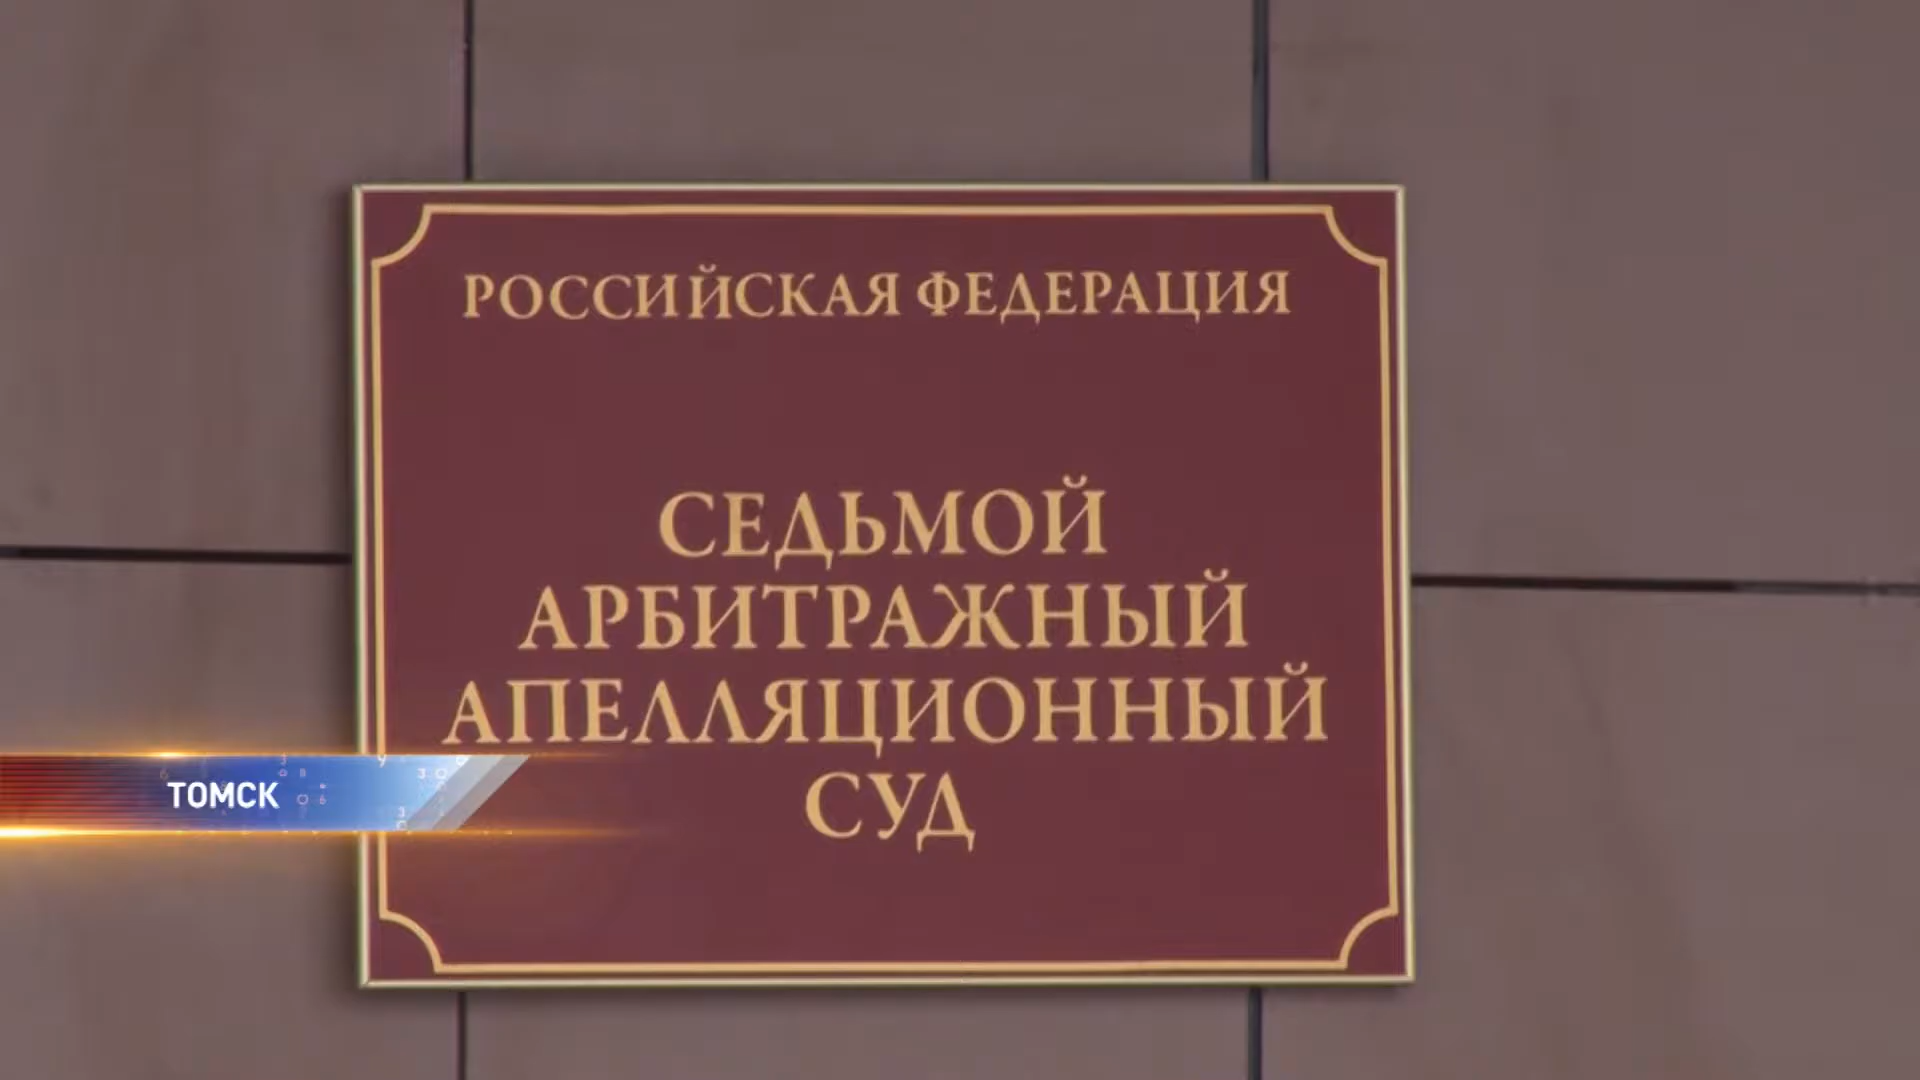 РОССИЙСКАЯ ФЕДЕРАЦИЯ
СЕДЬМОЙ
АРБИТРАЖНЫЙ
АПЕЛЛЯЦИОННЫЙ
СУД
ТОМСК